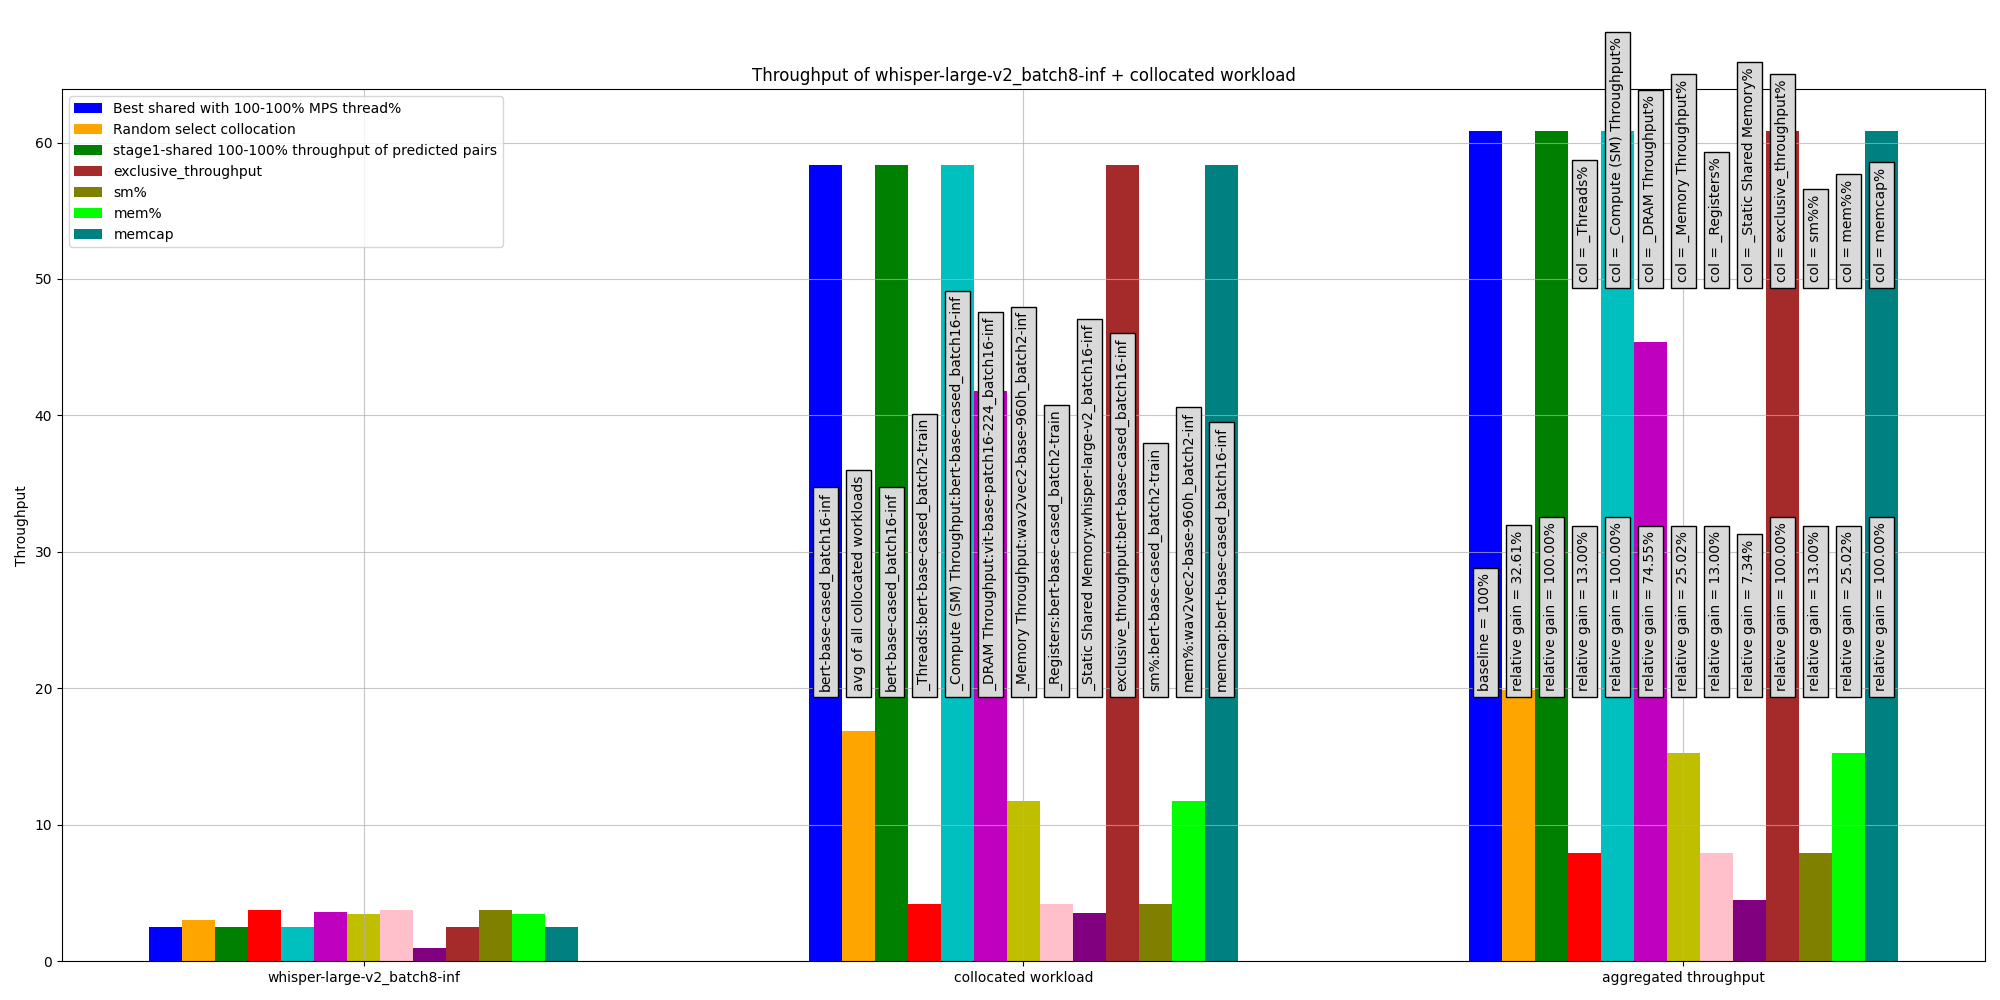 Throughput of whisper-large-v2_batch8-inf + collocated workload
Best shared with 100-100% MPS thread%
Random select collocation
stage1-shared 100-100% throughput of predicted pairs
exclusive_throughput
sm%
mem%
memcap
Throughput
60
50
40
30
20
10
0
bert-base-cased_batch16-inf
avg of all collocated workloads
bert-base-cased_batch16-inf
_Threads:bert-base-cased_batch2-train
_Compute (SM) Throughput:bert-base-cased_batch16-inf
_DRAM Throughput:vit-base-patch16-224_batch16-inf
_Memory Throughput:wav2vec2-base-960h_batch2-inf
_Registers:bert-base-cased_batch2-train
_Static Shared Memory:whisper-large-v2_batch16-inf
exclusive_throughput:bert-base-cased_batch16-inf
sm%:bert-base-cased_batch2-train
mem%:wav2vec2-base-960h_batch2-inf
memcap:bert-base-cased_batch16-inf
col = _Threads%
col = _Compute (SM) Throughput%
col = _DRAM Throughput%
col = _Memory Throughput%
col = _Registers%
col = _Static Shared Memory%
col = exclusive_throughput%
col = sm%%
col = mem%%
col = memcap%
baseline = 100%
relative gain = 32.61%
relative gain = 100.00%
relative gain = 13.00%
relative gain = 100.00%
relative gain = 74.55%
relative gain = 25.02%
relative gain = 13.00%
relative gain = 7.34%
relative gain = 100.00%
relative gain = 13.00%
relative gain = 25.02%
relative gain = 100.00%
whisper-large-v2_batch8-inf
collocated workload
aggregated throughput